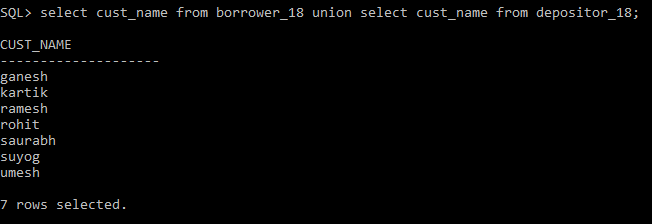 SQL> select cust_name from borrower_18 union select cust_name from depositor_18;
CUST_NAME
--------------------
ganesh
kartik
ramesh
rohit
saurabh
suyog
umesh
7 rows selected.